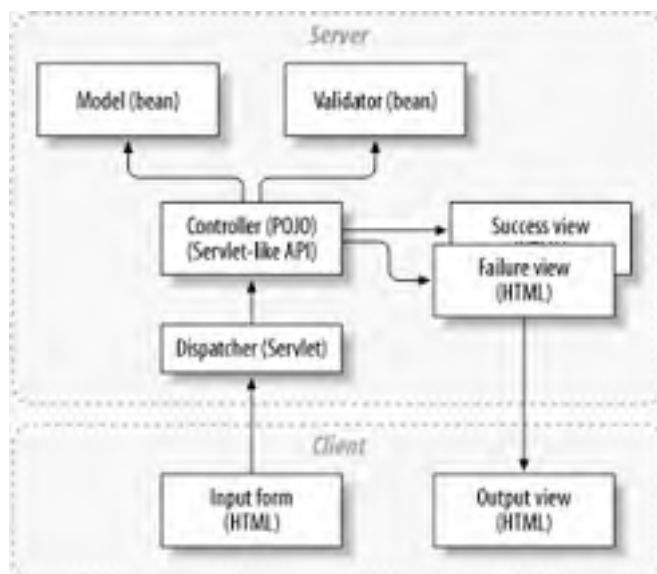 Server
Model (bean)
Validator (bean)
Controller (POJO)
(Servlet-like API)
Success view
Failure view
(HTML)
Dispatcher (Servlet)
Client
Input form
(HTML)
Output view
(HTML)